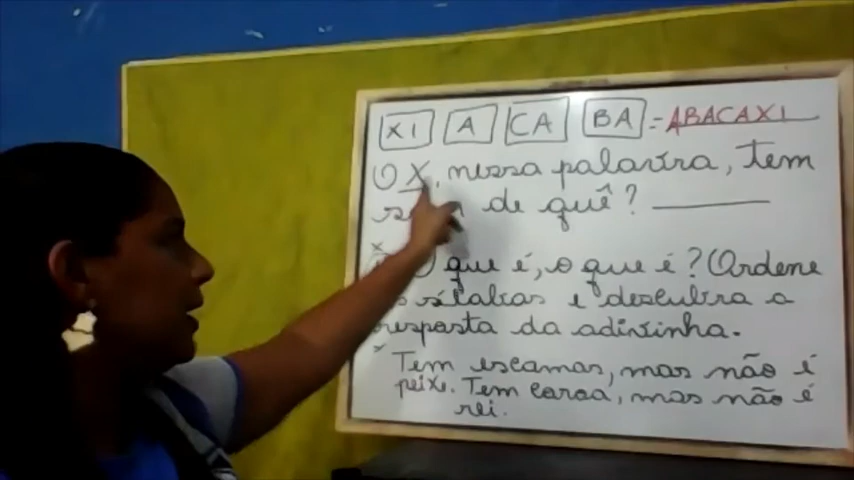 XI A CA BA = ABACAXI
O X, nessa palavra, tem
de quê?
que é, o que é? (Ordene
sílabas e descubra a
resposta da adivinha.
Tem escamas, mas não é
peixe. Tem coroa, mas não é
rei.